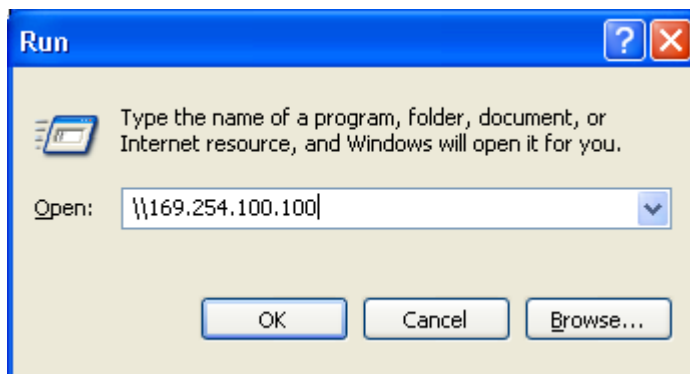 Run
Type the name of a program, folder, document, or
Internet resource, and Windows will open it for you.
Open:
\\169.254.100.100
OK
Cancel
Browse...